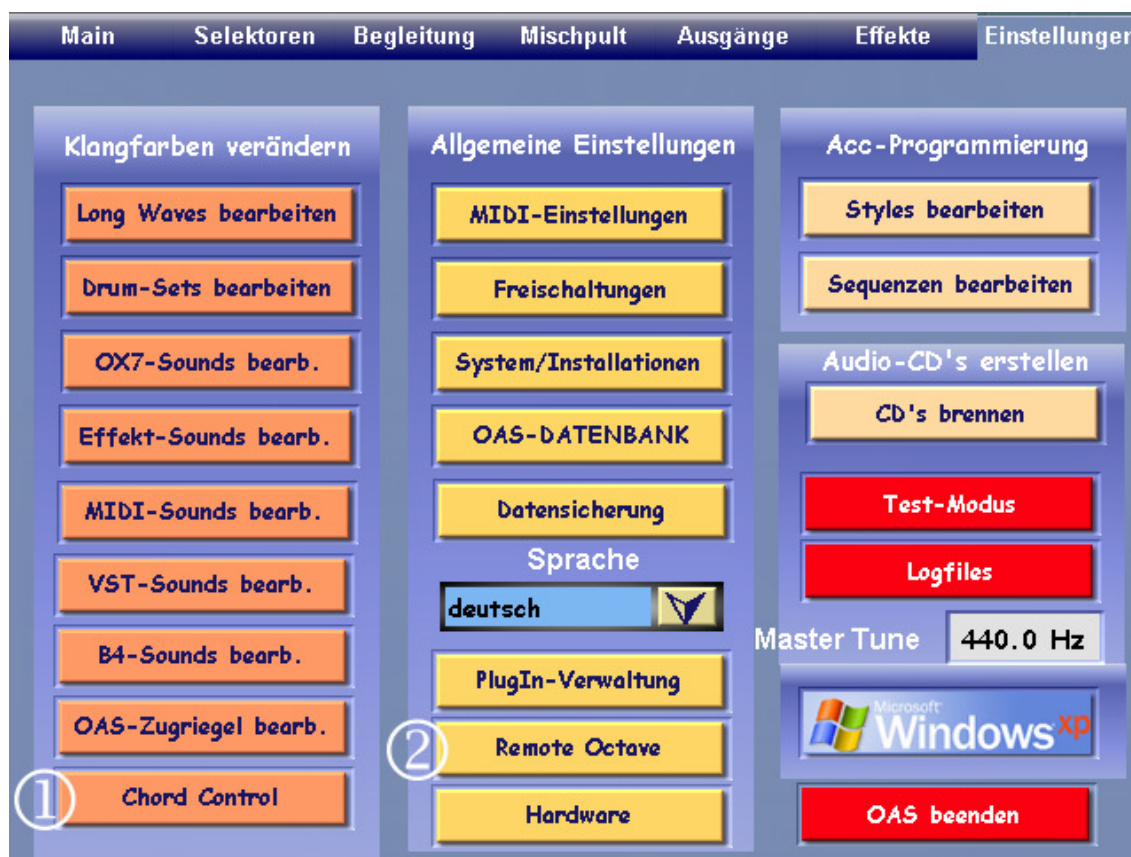 Main Selektoren Begleitung Mischpult Ausgänge Effekte Einstellungen
Klangfarben verändern
Long Waves bearbeiten
Drum-Sets bearbeiten
OX7-Sounds bearb.
Effekt-Sounds bearb.
MIDI-Sounds bearb.
VST-Sounds bearb.
B4-Sounds bearb.
OAS-Zugriegel bearb.
1 Chord Control
Allgemeine Einstellungen
MIDI-Einstellungen
Freischaltungen
System/Installationen
OAS-DATENBANK
Datensicherung
Sprache
deutsch
PlugIn-Verwaltung
2 Remote Octave
Hardware
Acc-Programmierung
Styles bearbeiten
Sequenzen bearbeiten
Audio-CD's erstellen
CD's brennen
Test-Modus
Logfiles
Master Tune 440.0 Hz
Microsoft
Windows xp
OAS beenden